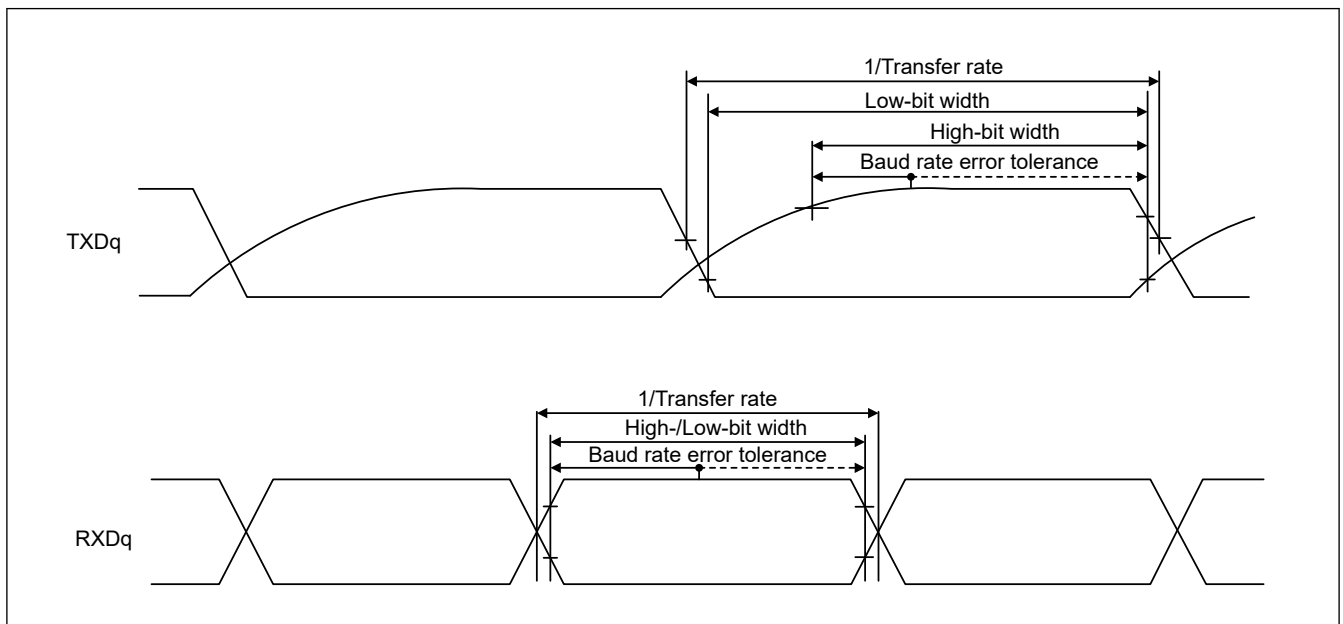 1/Transfer rate
Low-bit width
High-bit width
Baud rate error tolerance
TXDq
1/Transfer rate
High-/Low-bit width
Baud rate error tolerance
RXDq